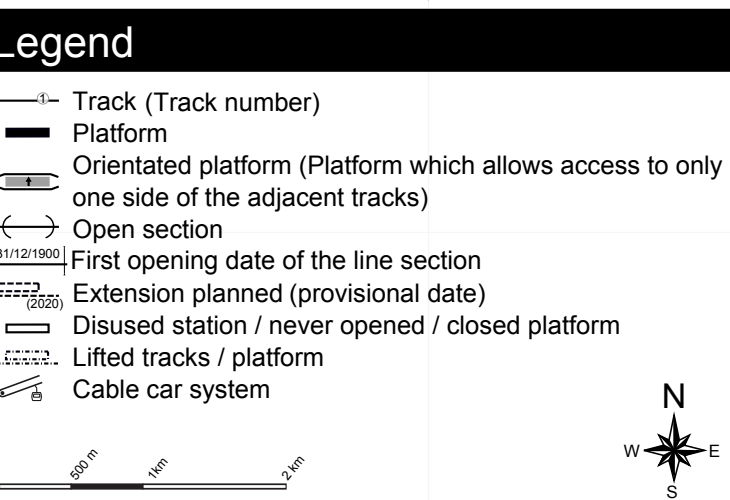 Legend
① Track (Track number)
Platform
Orientated platform (Platform which allows access to only
one side of the adjacent tracks)
Open section
31/12/1900 First opening date of the line section
(2020) Extension planned (provisional date)
Disused station / never opened / closed platform
Lifted tracks / platform
Cable car system
500 m 1km 2 km
N
W E
S